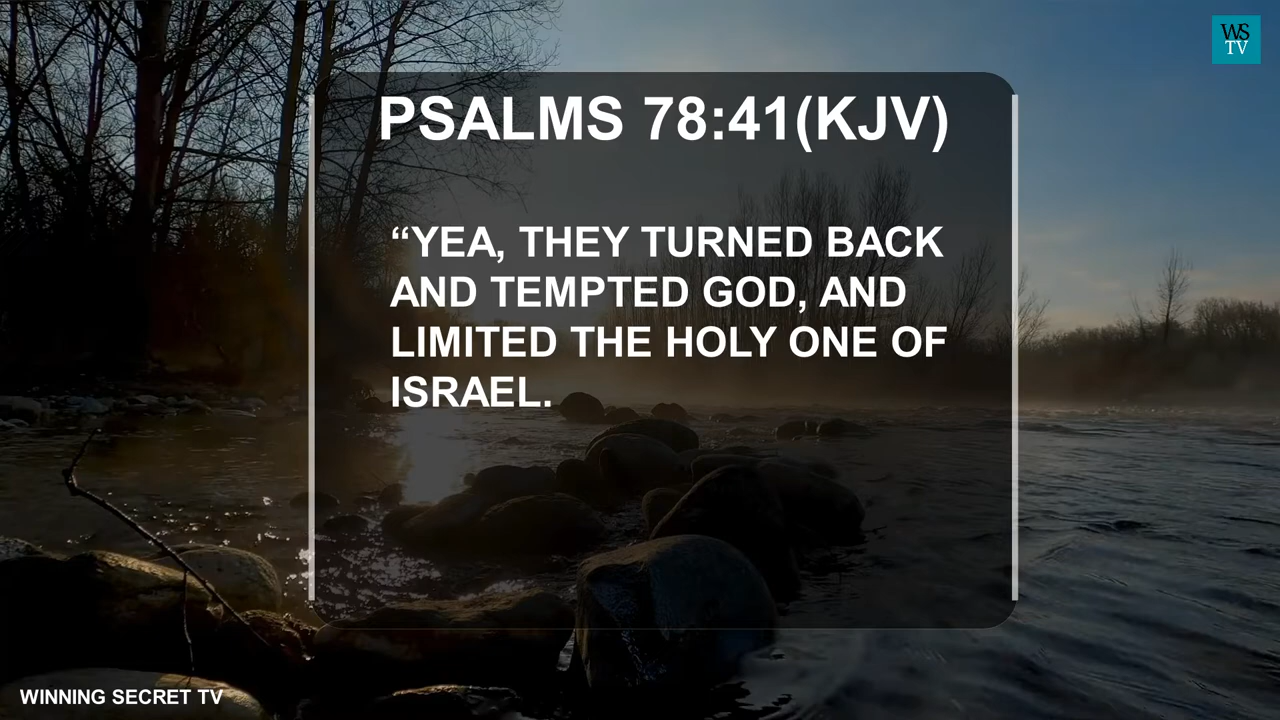 WS
TV
PSALMS 78:41(KJV)
“YEA, THEY TURNED BACK
AND TEMPTED GOD, AND
LIMITED THE HOLY ONE OF
ISRAEL.
WINNING SECRET TV